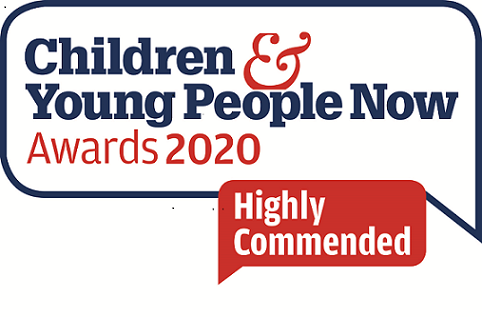 Children &
Young People Now
Awards 2020
Highly
Commended